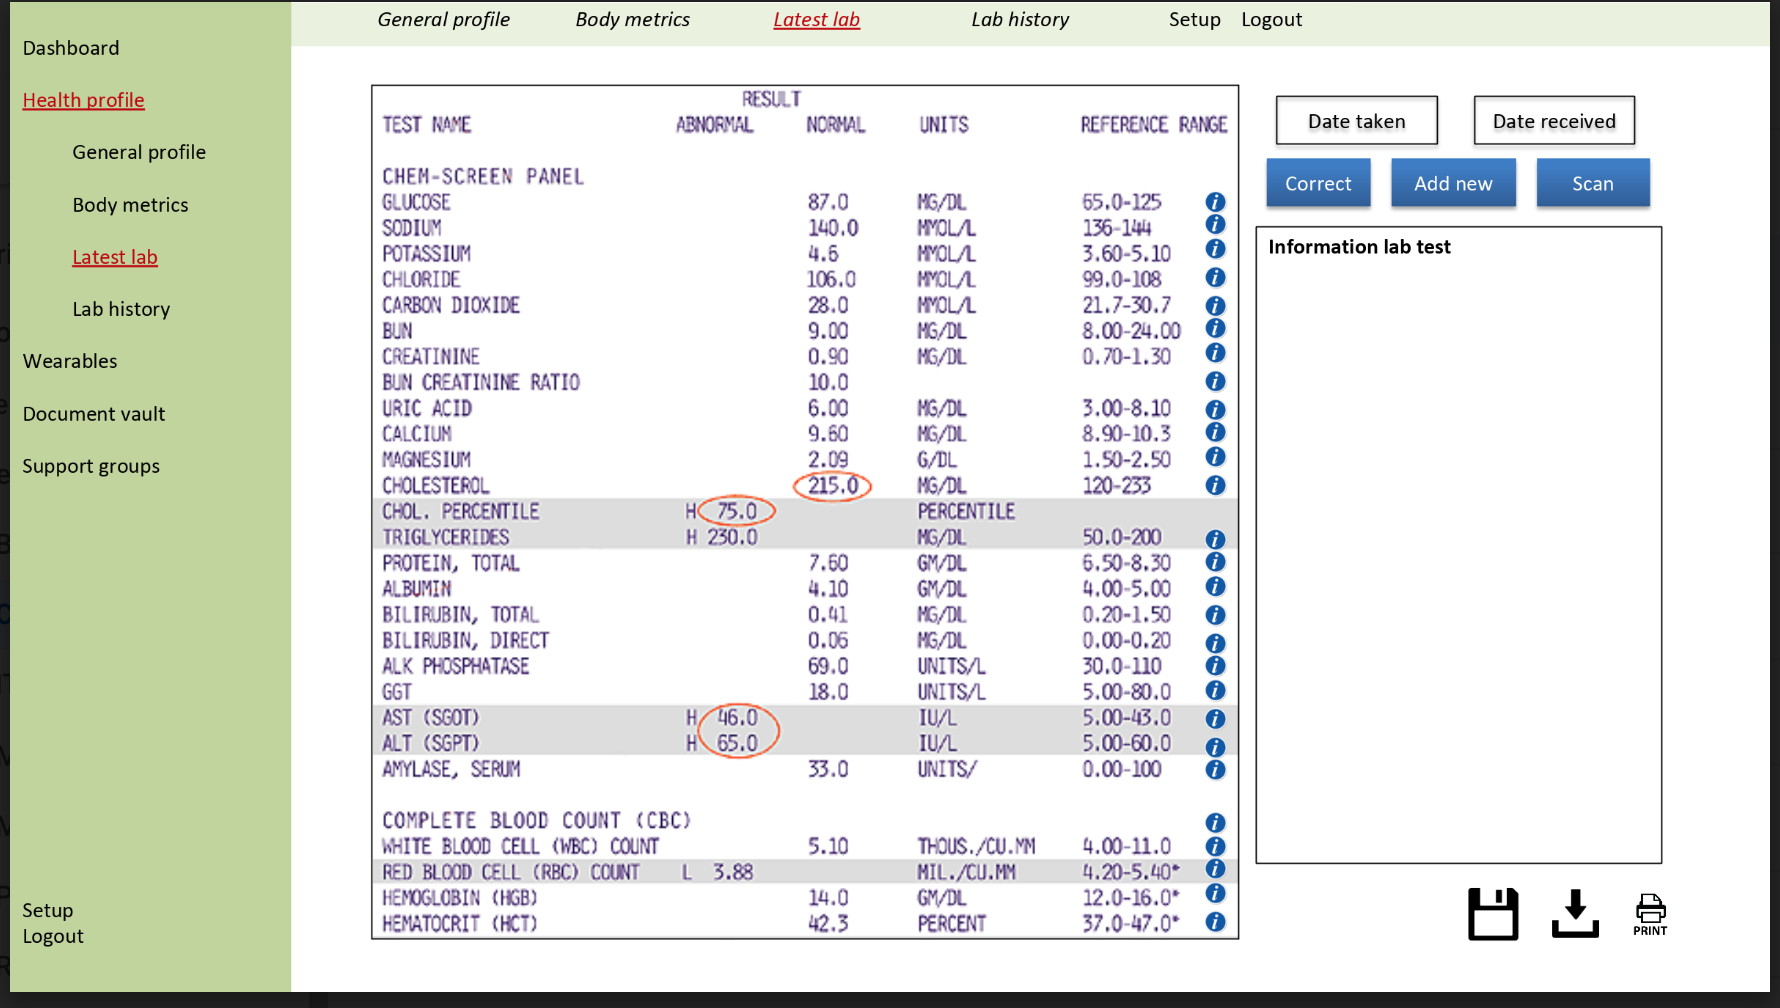 General profile Body metrics Latest lab Lab history Setup Logout
Dashboard
Health profile
General profile
Body metrics
Latest lab
Lab history
Wearables
Document vault
Support groups
Setup
Logout
RESULT
TEST NAME ABNORMAL NORMAL UNITS REFERENCE RANGE
CHEM-SCREEN PANEL
GLUCOSE 87.0 MG/DL 65.0-125
SODIUM 140.0 MMOL/L 136-144
POTASSIUM 4.6 MMOL/L 3.60-5.10
CHLORIDE 106.0 MMOL/L 99.0-108
CARBON DIOXIDE 28.0 MMOL/L 21.7-30.7
BUN 9.00 MG/DL 8.00-24.00
CREATININE 0.90 MG/DL 0.70-1.30
BUN CREATININE RATIO 10.0
URIC ACID 6.00 MG/DL 3.00-8.10
CALCIUM 9.60 MG/DL 8.90-10.3
MAGNESIUM 2.09 G/DL 1.50-2.50
CHOLESTEROL 215.0 MG/DL 120-233
CHOL. PERCENTILE H 75.0 PERCENTILE
TRIGLYCERIDES H 230.0 MG/DL 50.0-200
PROTEIN, TOTAL 7.60 GM/DL 6.50-8.30
ALBUMIN 4.10 GM/DL 4.00-5.00
BILIRUBIN, TOTAL 0.41 MG/DL 0.20-1.50
BILIRUBIN, DIRECT 0.06 MG/DL 0.00-0.20
ALK PHOSPHATASE 69.0 UNITS/L 30.0-110
GGT 18.0 UNITS/L 5.00-80.0
AST (SGOT) H 46.0 IU/L 5.00-43.0
ALT (SGPT) H 65.0 IU/L 5.00-60.0
AMYLASE, SERUM 33.0 UNITS/ 0.00-100
COMPLETE BLOOD COUNT (CBC)
WHITE BLOOD CELL (WBC) COUNT 5.10 THOUS./CU.MM 4.00-11.0
RED BLOOD CELL (RBC) COUNT L 3.88 MIL./CU.MM 4.20-5.40*
HEMOGLOBIN (HGB) 14.0 GM/DL 12.0-16.0*
HEMATOCRIT (HCT) 42.3 PERCENT 37.0-47.0*
Date taken Date received
Correct Add new Scan
Information lab test
PRINT